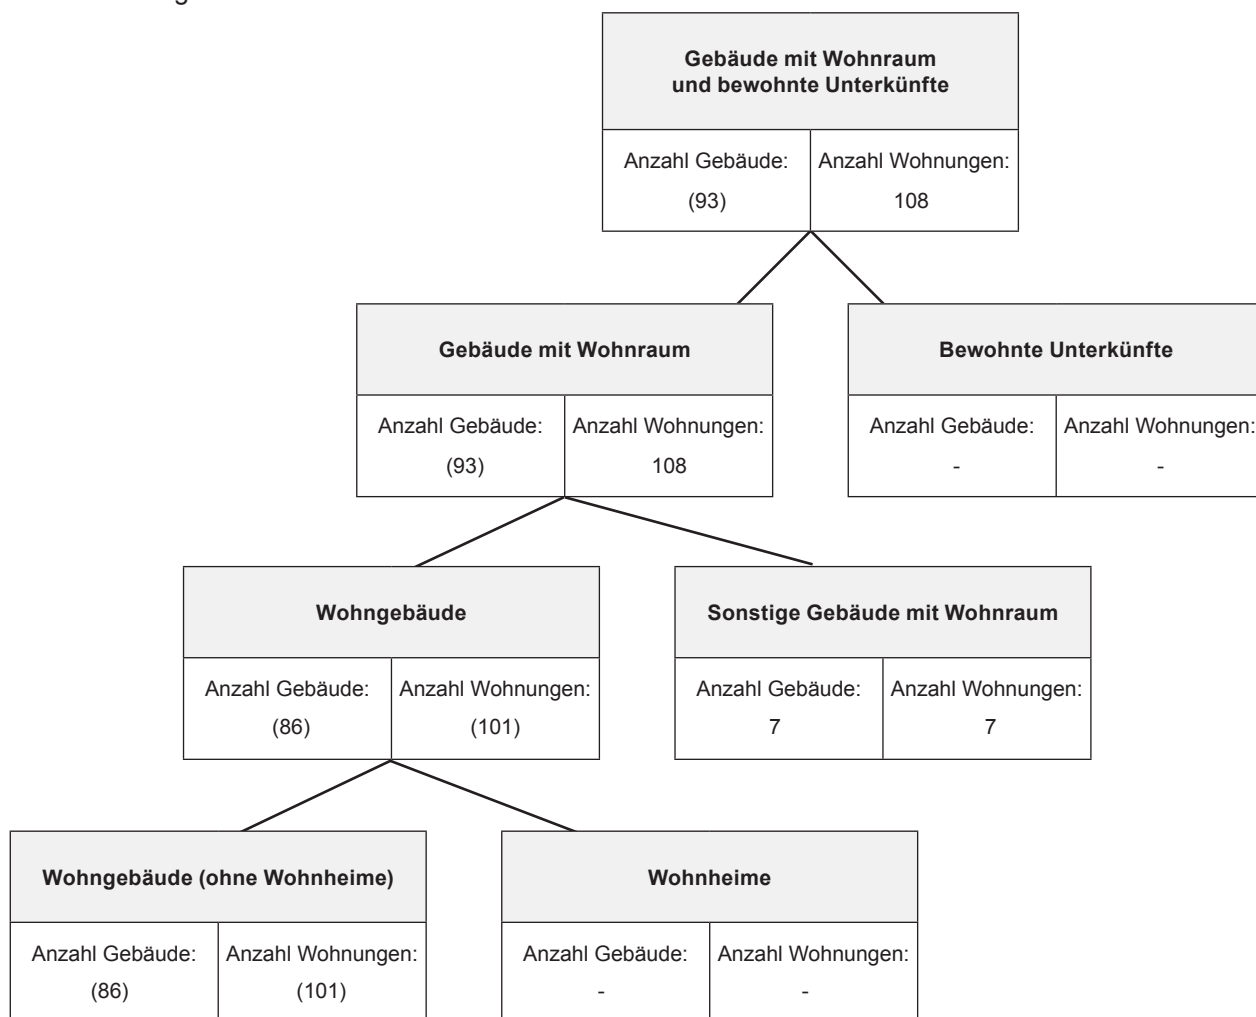 Gebäude mit Wohnraum
und bewohnte Unterkünfte
Anzahl Gebäude: Anzahl Wohnungen:
(93) 108
Gebäude mit Wohnraum
Bewohnte Unterkünfte
Anzahl Gebäude: Anzahl Wohnungen:
(93) 108
Anzahl Gebäude: Anzahl Wohnungen:
- -
Wohngebäude
Sonstige Gebäude mit Wohnraum
Anzahl Gebäude: Anzahl Wohnungen:
(86) (101)
Anzahl Gebäude: Anzahl Wohnungen:
7 7
Wohngebäude (ohne Wohnheime)
Wohnheime
Anzahl Gebäude: Anzahl Wohnungen:
(86) (101)
Anzahl Gebäude: Anzahl Wohnungen:
- -